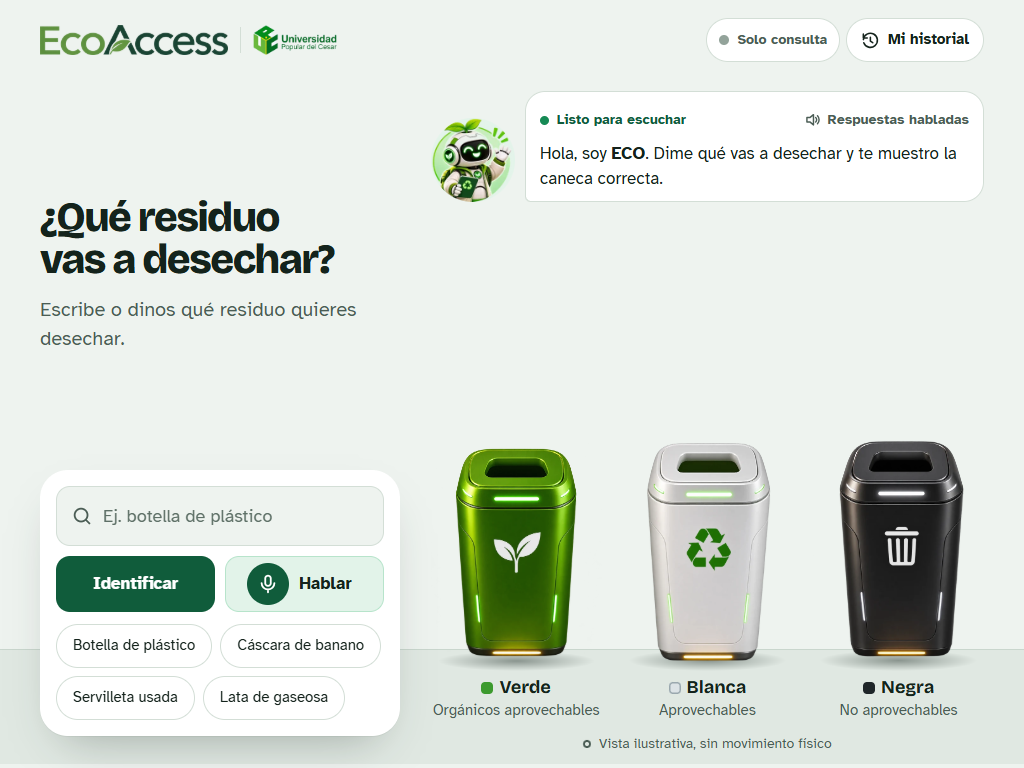 EcoAccess
Universidad
Popular del Cesar
Solo consulta
Mi historial
Listo para escuchar
Respuestas habladas
Hola, soy ECO. Dime qué vas a desechar y te muestro la
caneca correcta.
¿Qué residuo
vas a desechar?
Escribe o dinos qué residuo quieres
desechar.
Ej. botella de plástico
Identificar
Hablar
Botella de plástico
Cáscara de banano
Servilleta usada
Lata de gaseosa
Verde
Orgánicos aprovechables
Blanca
Aprovechables
Negra
No aprovechables
Vista ilustrativa, sin movimiento físico